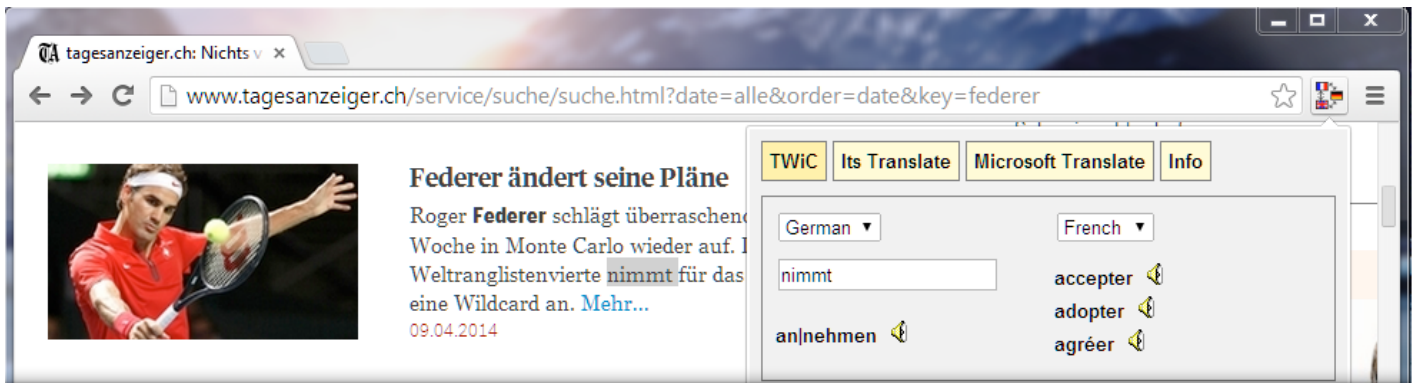 tagesanzeiger.ch: Nichts v
www.tagesanzeiger.ch/service/suche/suche.html?date=alle&order=date&key=federer
Federer ändert seine Pläne
Roger Federer schlägt überraschend
Woche in Monte Carlo wieder auf.
Weltranglistenvierte nimmt für das
eine Wildcard an. Mehr...
09.04.2014
TWiC Its Translate Microsoft Translate Info
German French
nimmt
accepter
adopter
an|nehmen
agréer